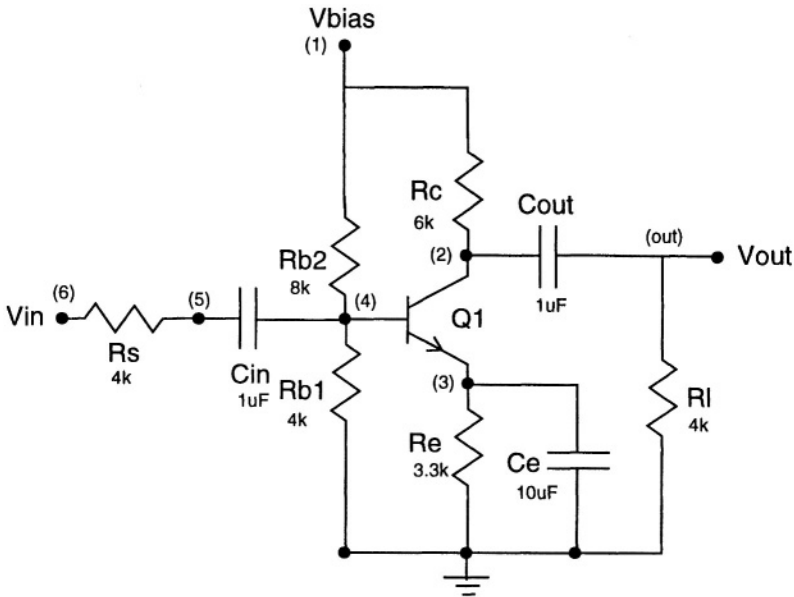 Vbias
(1)
Rc
6k
Cout
1uF
(2)
(out)
Vout
Rb2
8k
(6)
Vin
Rs
4k
(5)
Cin
1uF
(4)
Q1
(3)
Rb1
4k
Re
3.3k
Ce
10uF
Rl
4k